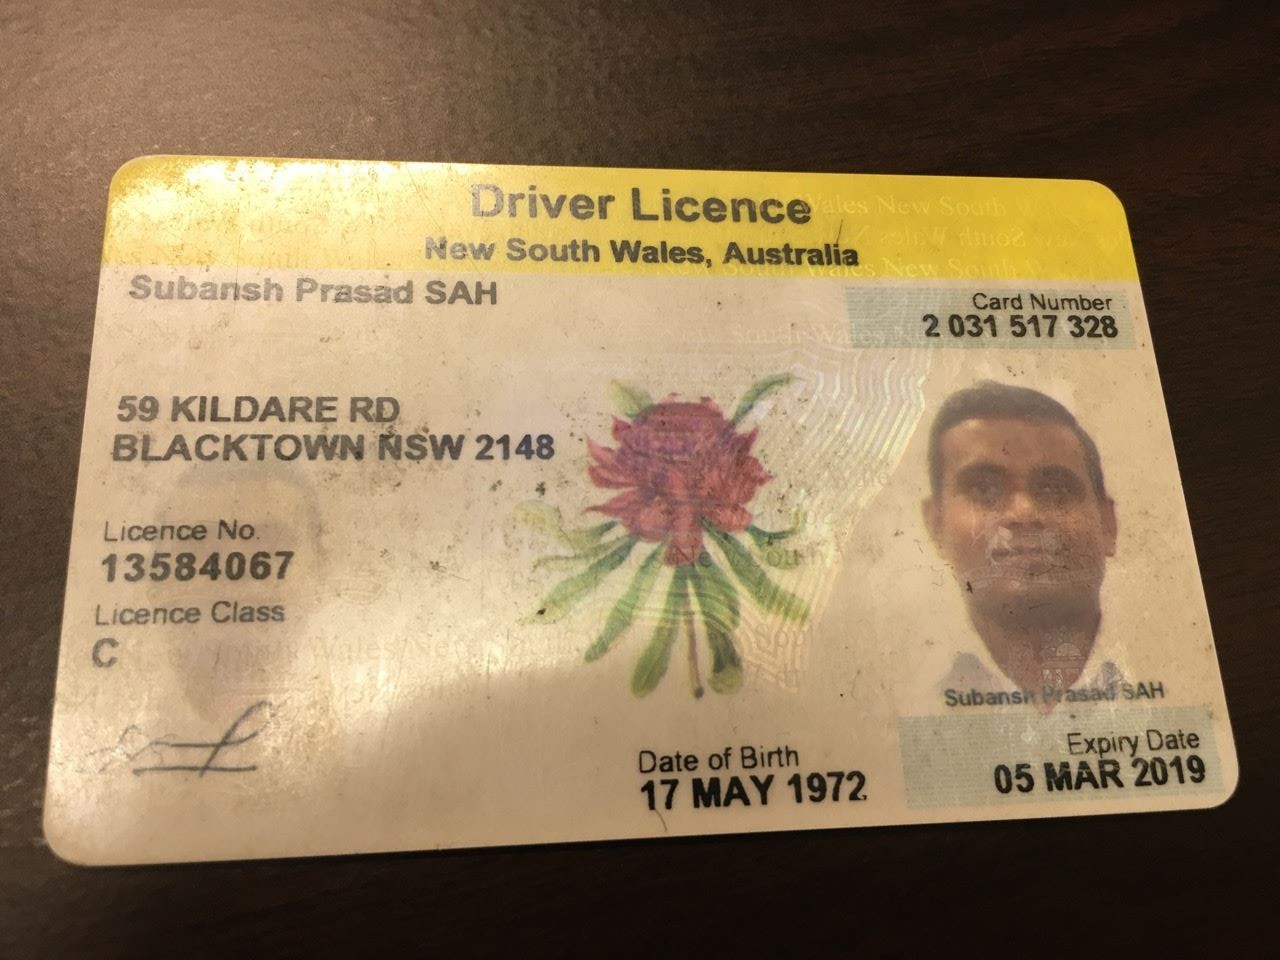 Driver Licence
New South Wales, Australia
Subansh Prasad SAH
Card Number
2 031 517 328
59 KILDARE RD
BLACKTOWN NSW 2148
Licence No.
13584067
Licence Class
C
Subansh Prasad SAH
Date of Birth
17 MAY 1972
Expiry Date
05 MAR 2019